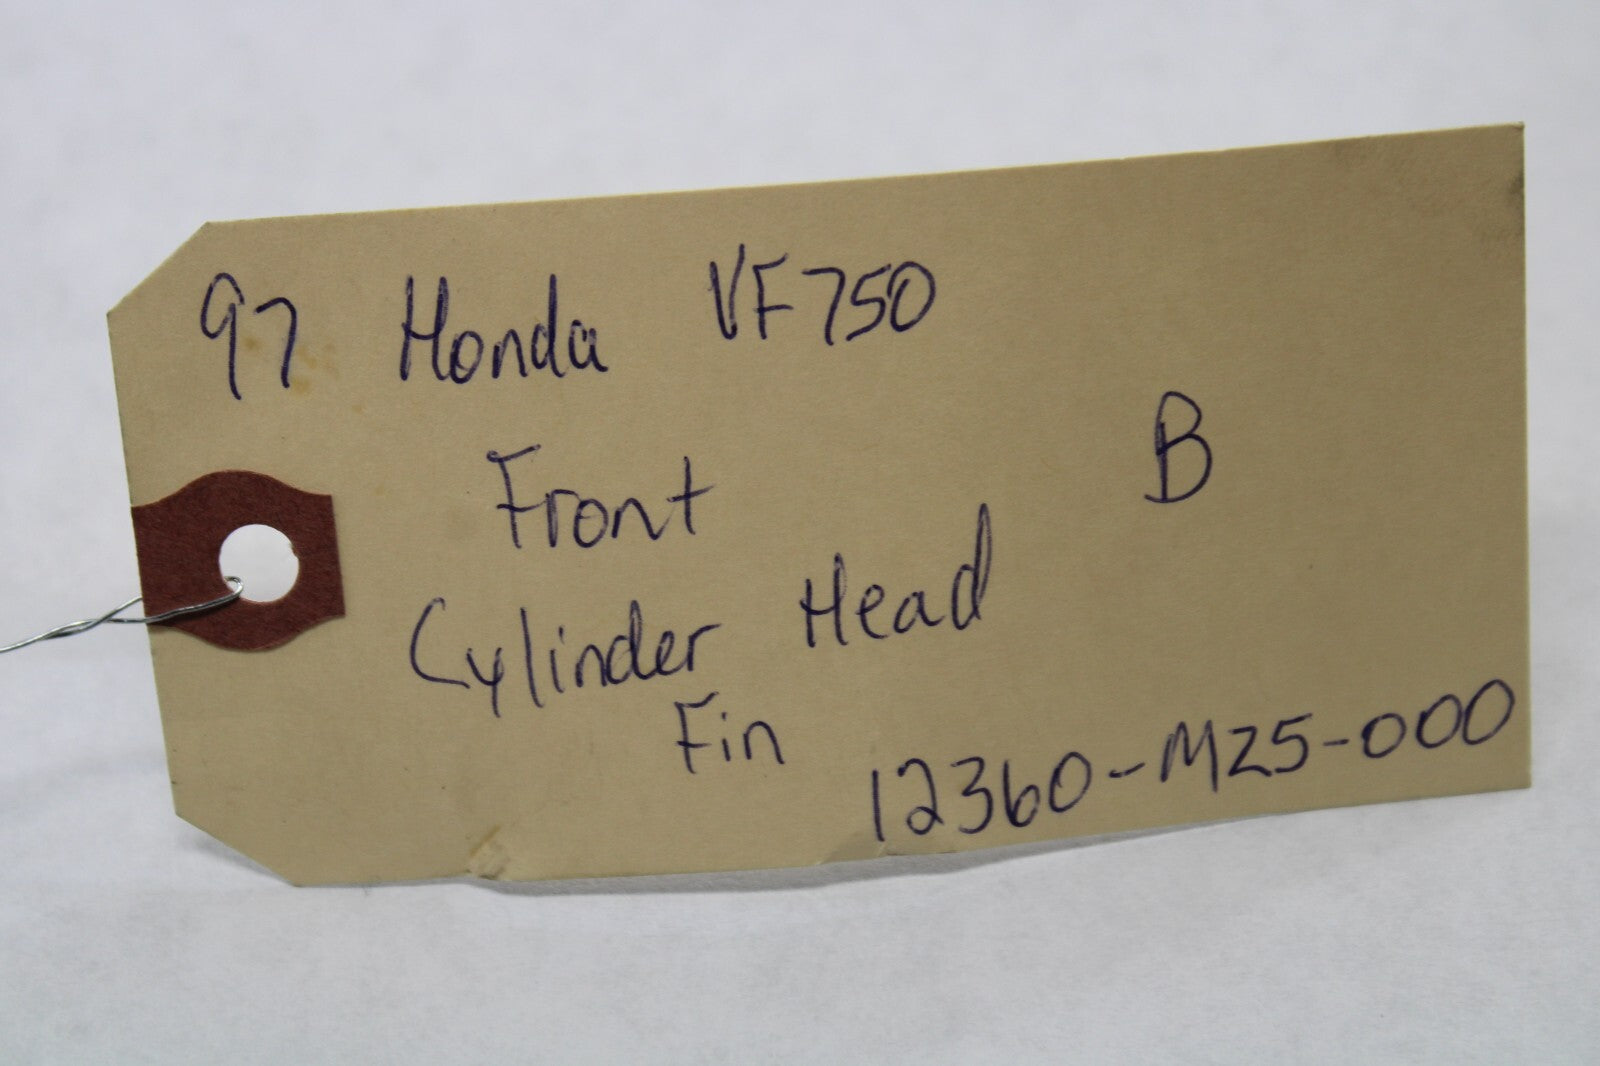 97 Honda VF750
Front
B
Cylinder Head
Fin
12360-MZ5-000